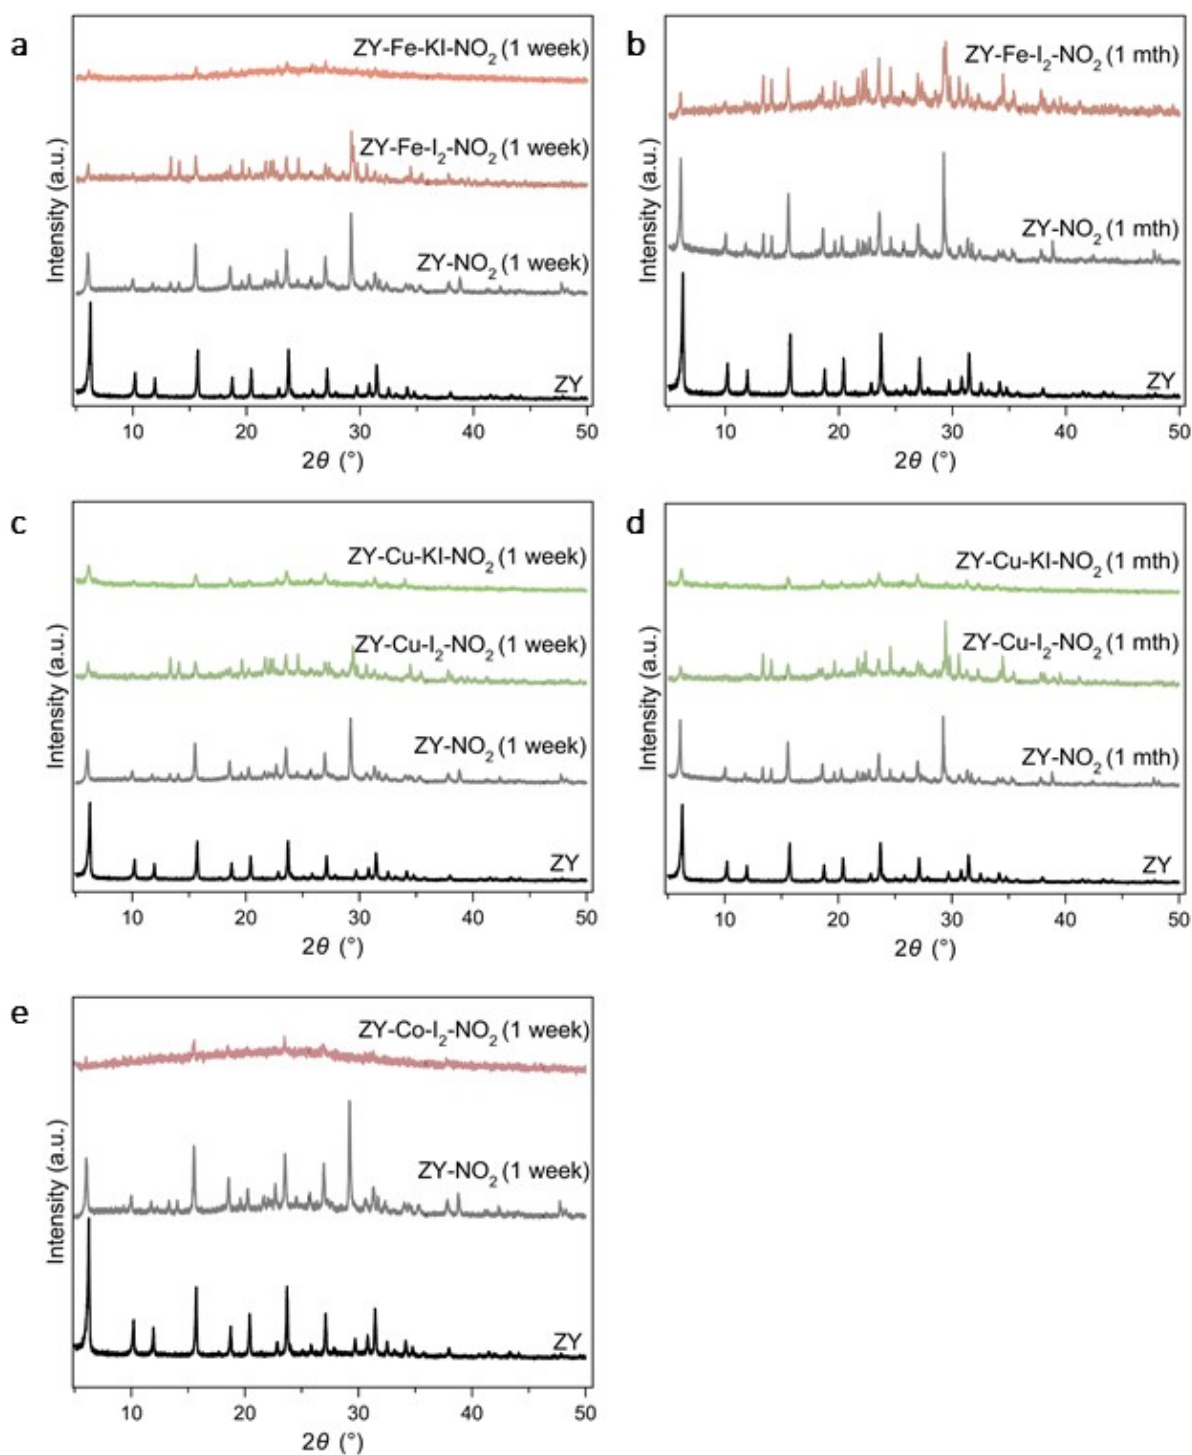 a
ZY-Fe-KI-NO₂ (1 week)
ZY-Fe-I₂-NO₂ (1 week)
ZY-NO₂ (1 week)
ZY
Intensity (a.u.)
10 20 30 40 50
2θ (°)
b
ZY-Fe-I₂-NO₂ (1 mth)
ZY-NO₂ (1 mth)
ZY
Intensity (a.u.)
10 20 30 40 50
2θ (°)
c
ZY-Cu-KI-NO₂ (1 week)
ZY-Cu-I₂-NO₂ (1 week)
ZY-NO₂ (1 week)
ZY
Intensity (a.u.)
10 20 30 40 50
2θ (°)
d
ZY-Cu-KI-NO₂ (1 mth)
ZY-Cu-I₂-NO₂ (1 mth)
ZY-NO₂ (1 mth)
ZY
Intensity (a.u.)
10 20 30 40 50
2θ (°)
e
ZY-Co-I₂-NO₂ (1 week)
ZY-NO₂ (1 week)
ZY
Intensity (a.u.)
10 20 30 40 50
2θ (°)